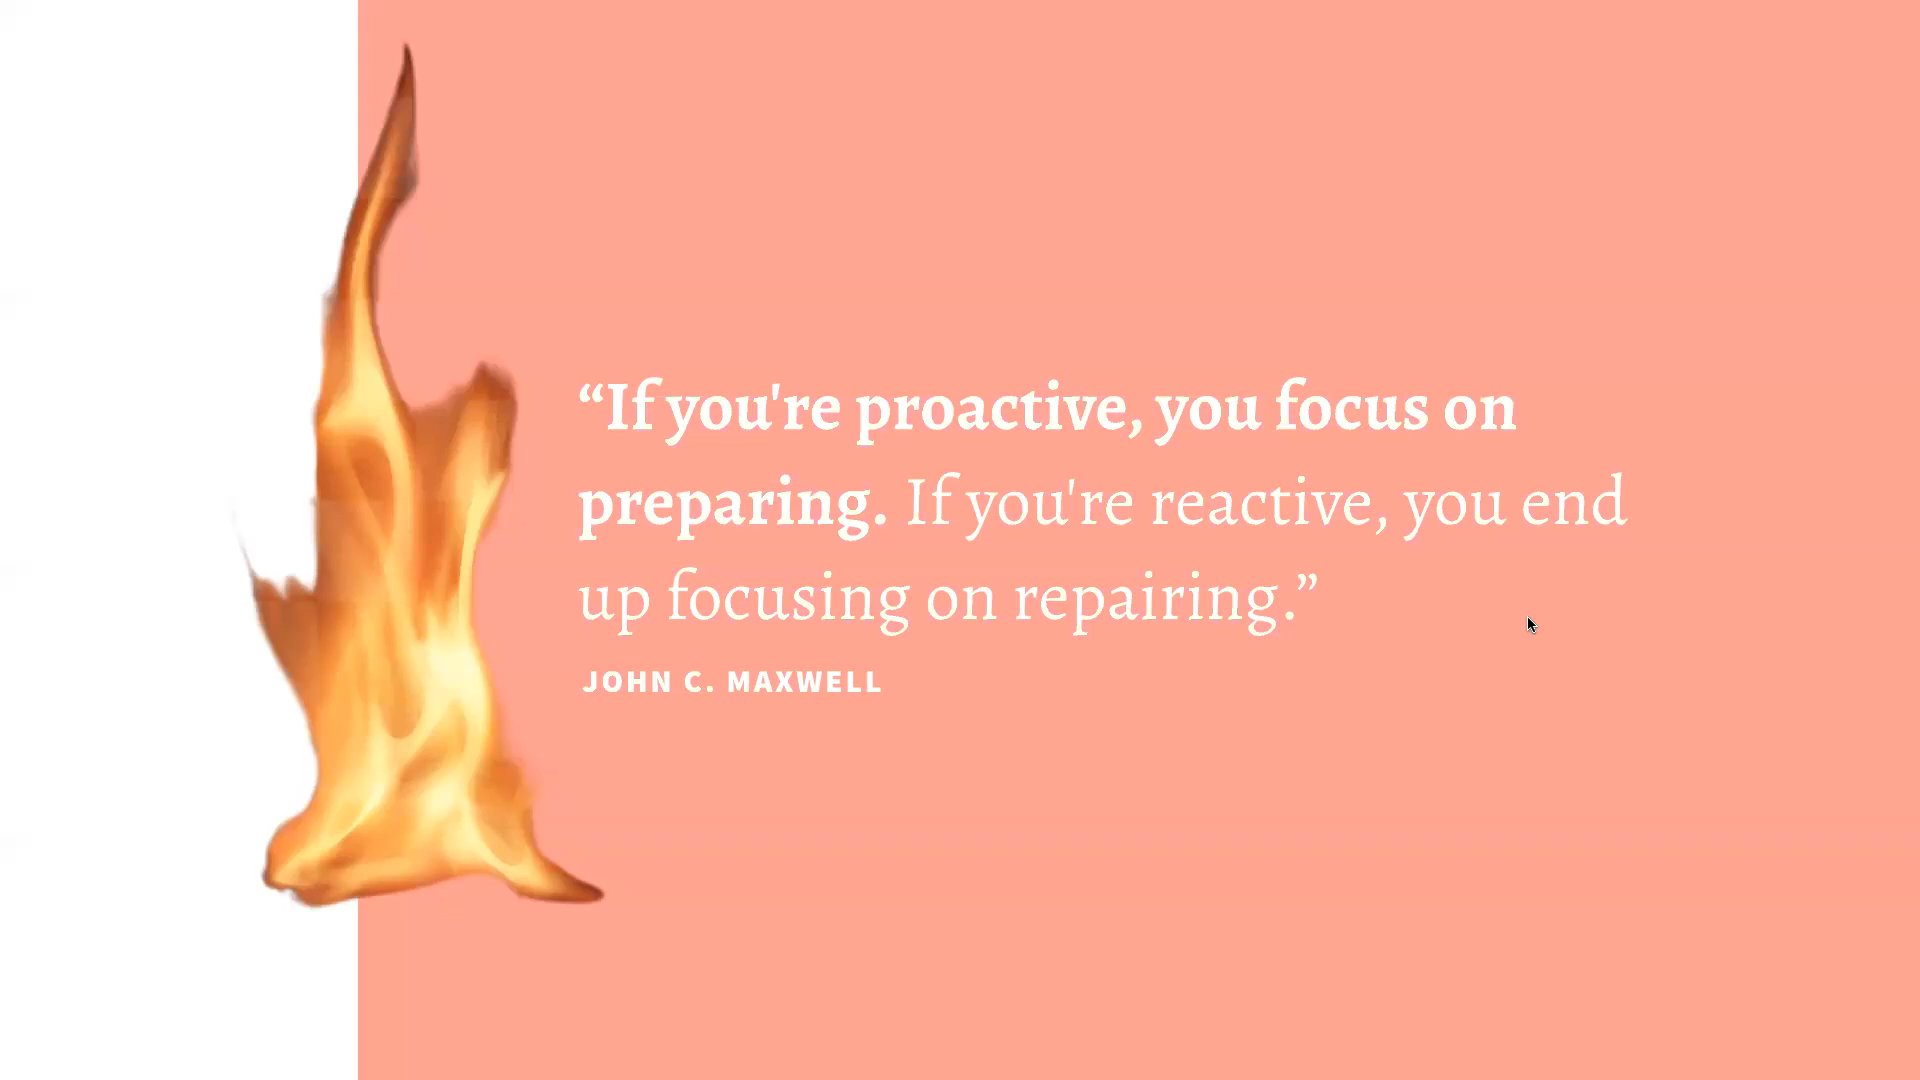 “If you're proactive, you focus on
preparing. If you're reactive, you end
up focusing on repairing.”
JOHN C. MAXWELL